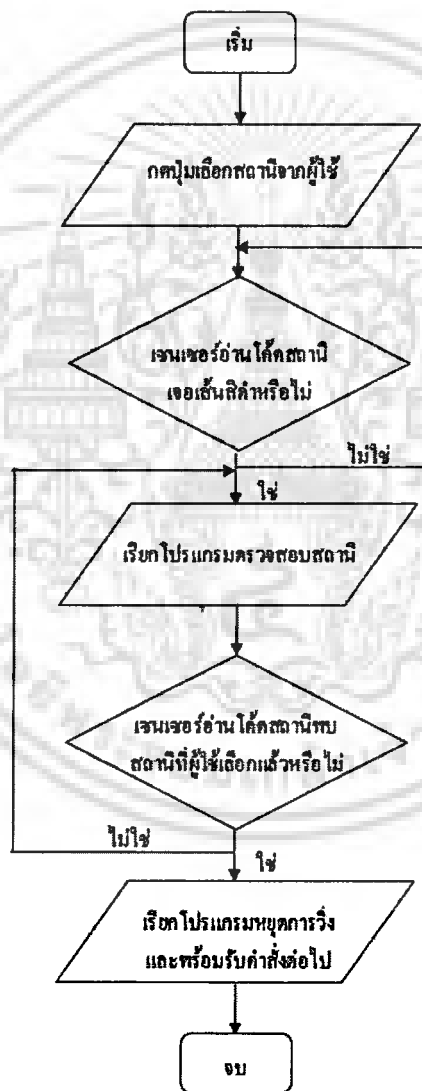 เริ่ม
กดปุ่มเลือกสถานีจากผู้ใช้
เซนเซอร์อ่านโค้ดสถานี
เจอเส้นสีดำหรือไม่
ไม่ใช่
ใช่
เรียกโปรแกรมตรวจสอบสถานี
เซนเซอร์อ่านโค้ดสถานีพบ
สถานีที่ผู้ใช้เลือกแล้วหรือไม่
ไม่ใช่
ใช่
เรียกโปรแกรมหยุดการวิ่ง
และพร้อมรับคำสั่งต่อไป
จบ